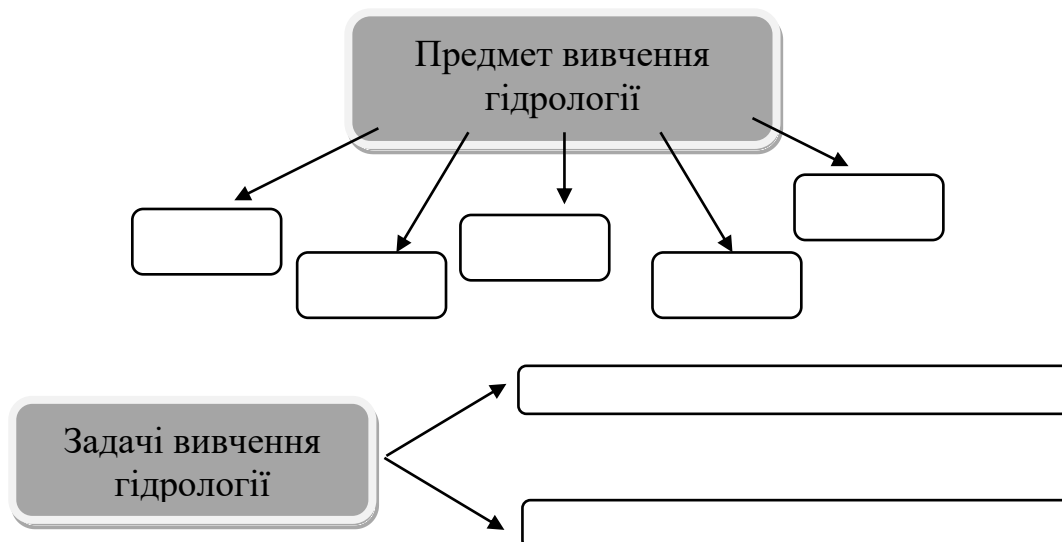 Предмет вивчення
гідрології
Задачі вивчення
гідрології